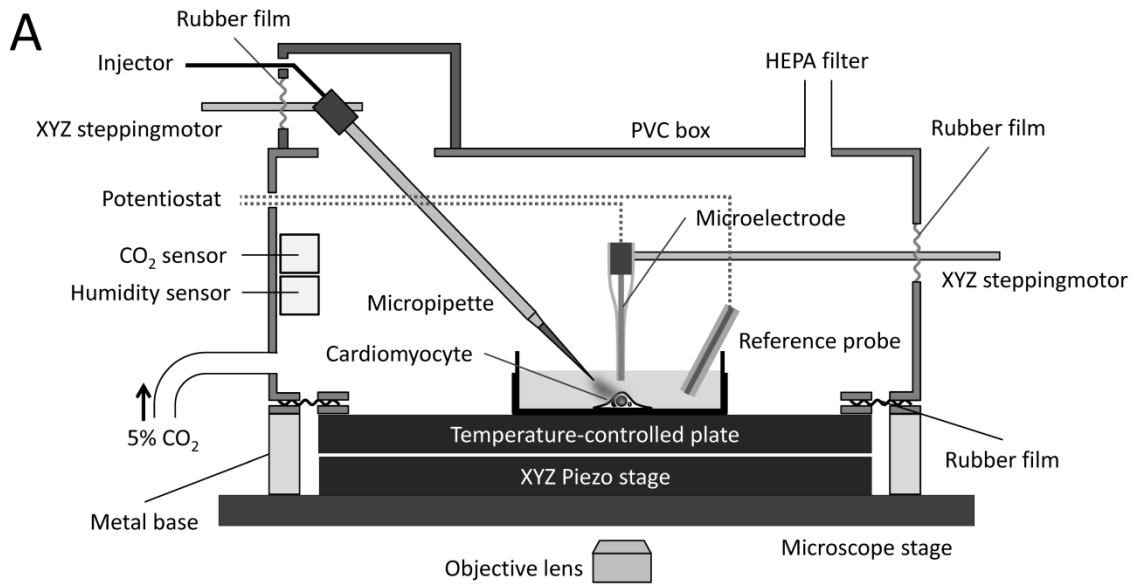 A
Rubber film
Injector
HEPA filter
XYZ steppingmotor
PVC box
Rubber film
Potentiostat
Microelectrode
CO₂ sensor
Humidity sensor
XYZ steppingmotor
Micropipette
Reference probe
Cardiomyocyte
5% CO₂
Temperature-controlled plate
Rubber film
XYZ Piezo stage
Metal base
Microscope stage
Objective lens